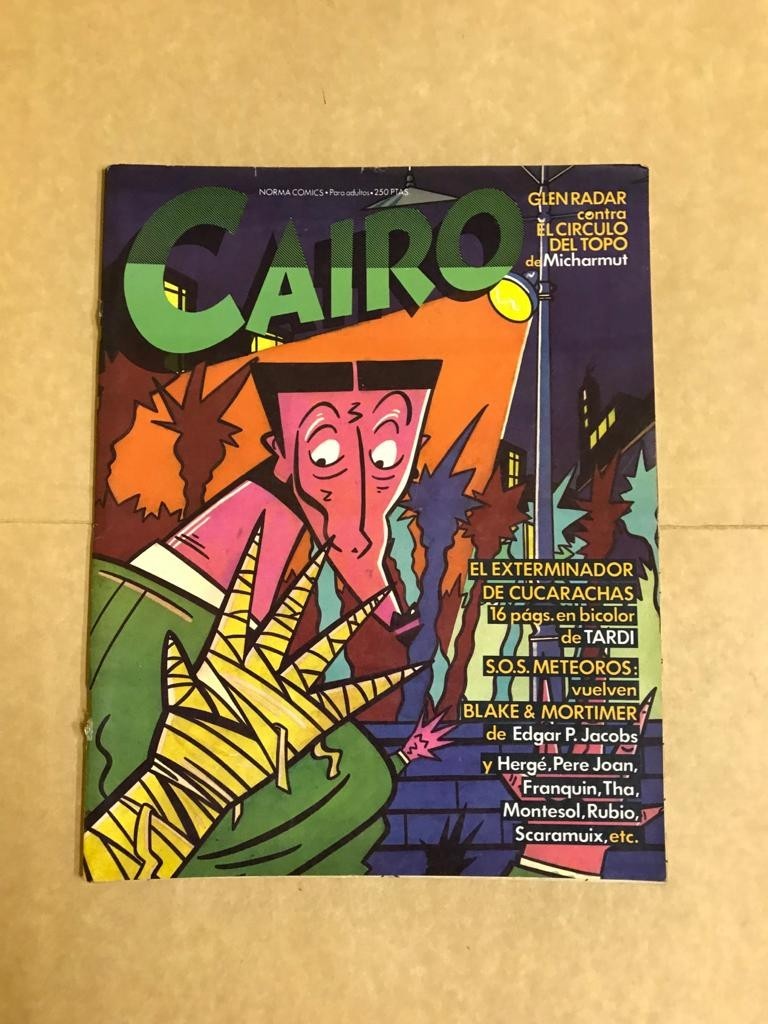 NORMA COMICS • Para adultos • 250 PTAS.
CAIRO
GLEN RADAR
contra
EL CIRCULO
DEL TOPO
de Micharmut
EL EXTERMINADOR
DE CUCARACHAS
16 págs. en bicolor
de TARDI
S.O.S. METEOROS:
vuelven
BLAKE & MORTIMER
de Edgar P. Jacobs
y Hergé, Pere Joan,
Franquin, Tha,
Montesol, Rubio,
Scaramuix, etc.